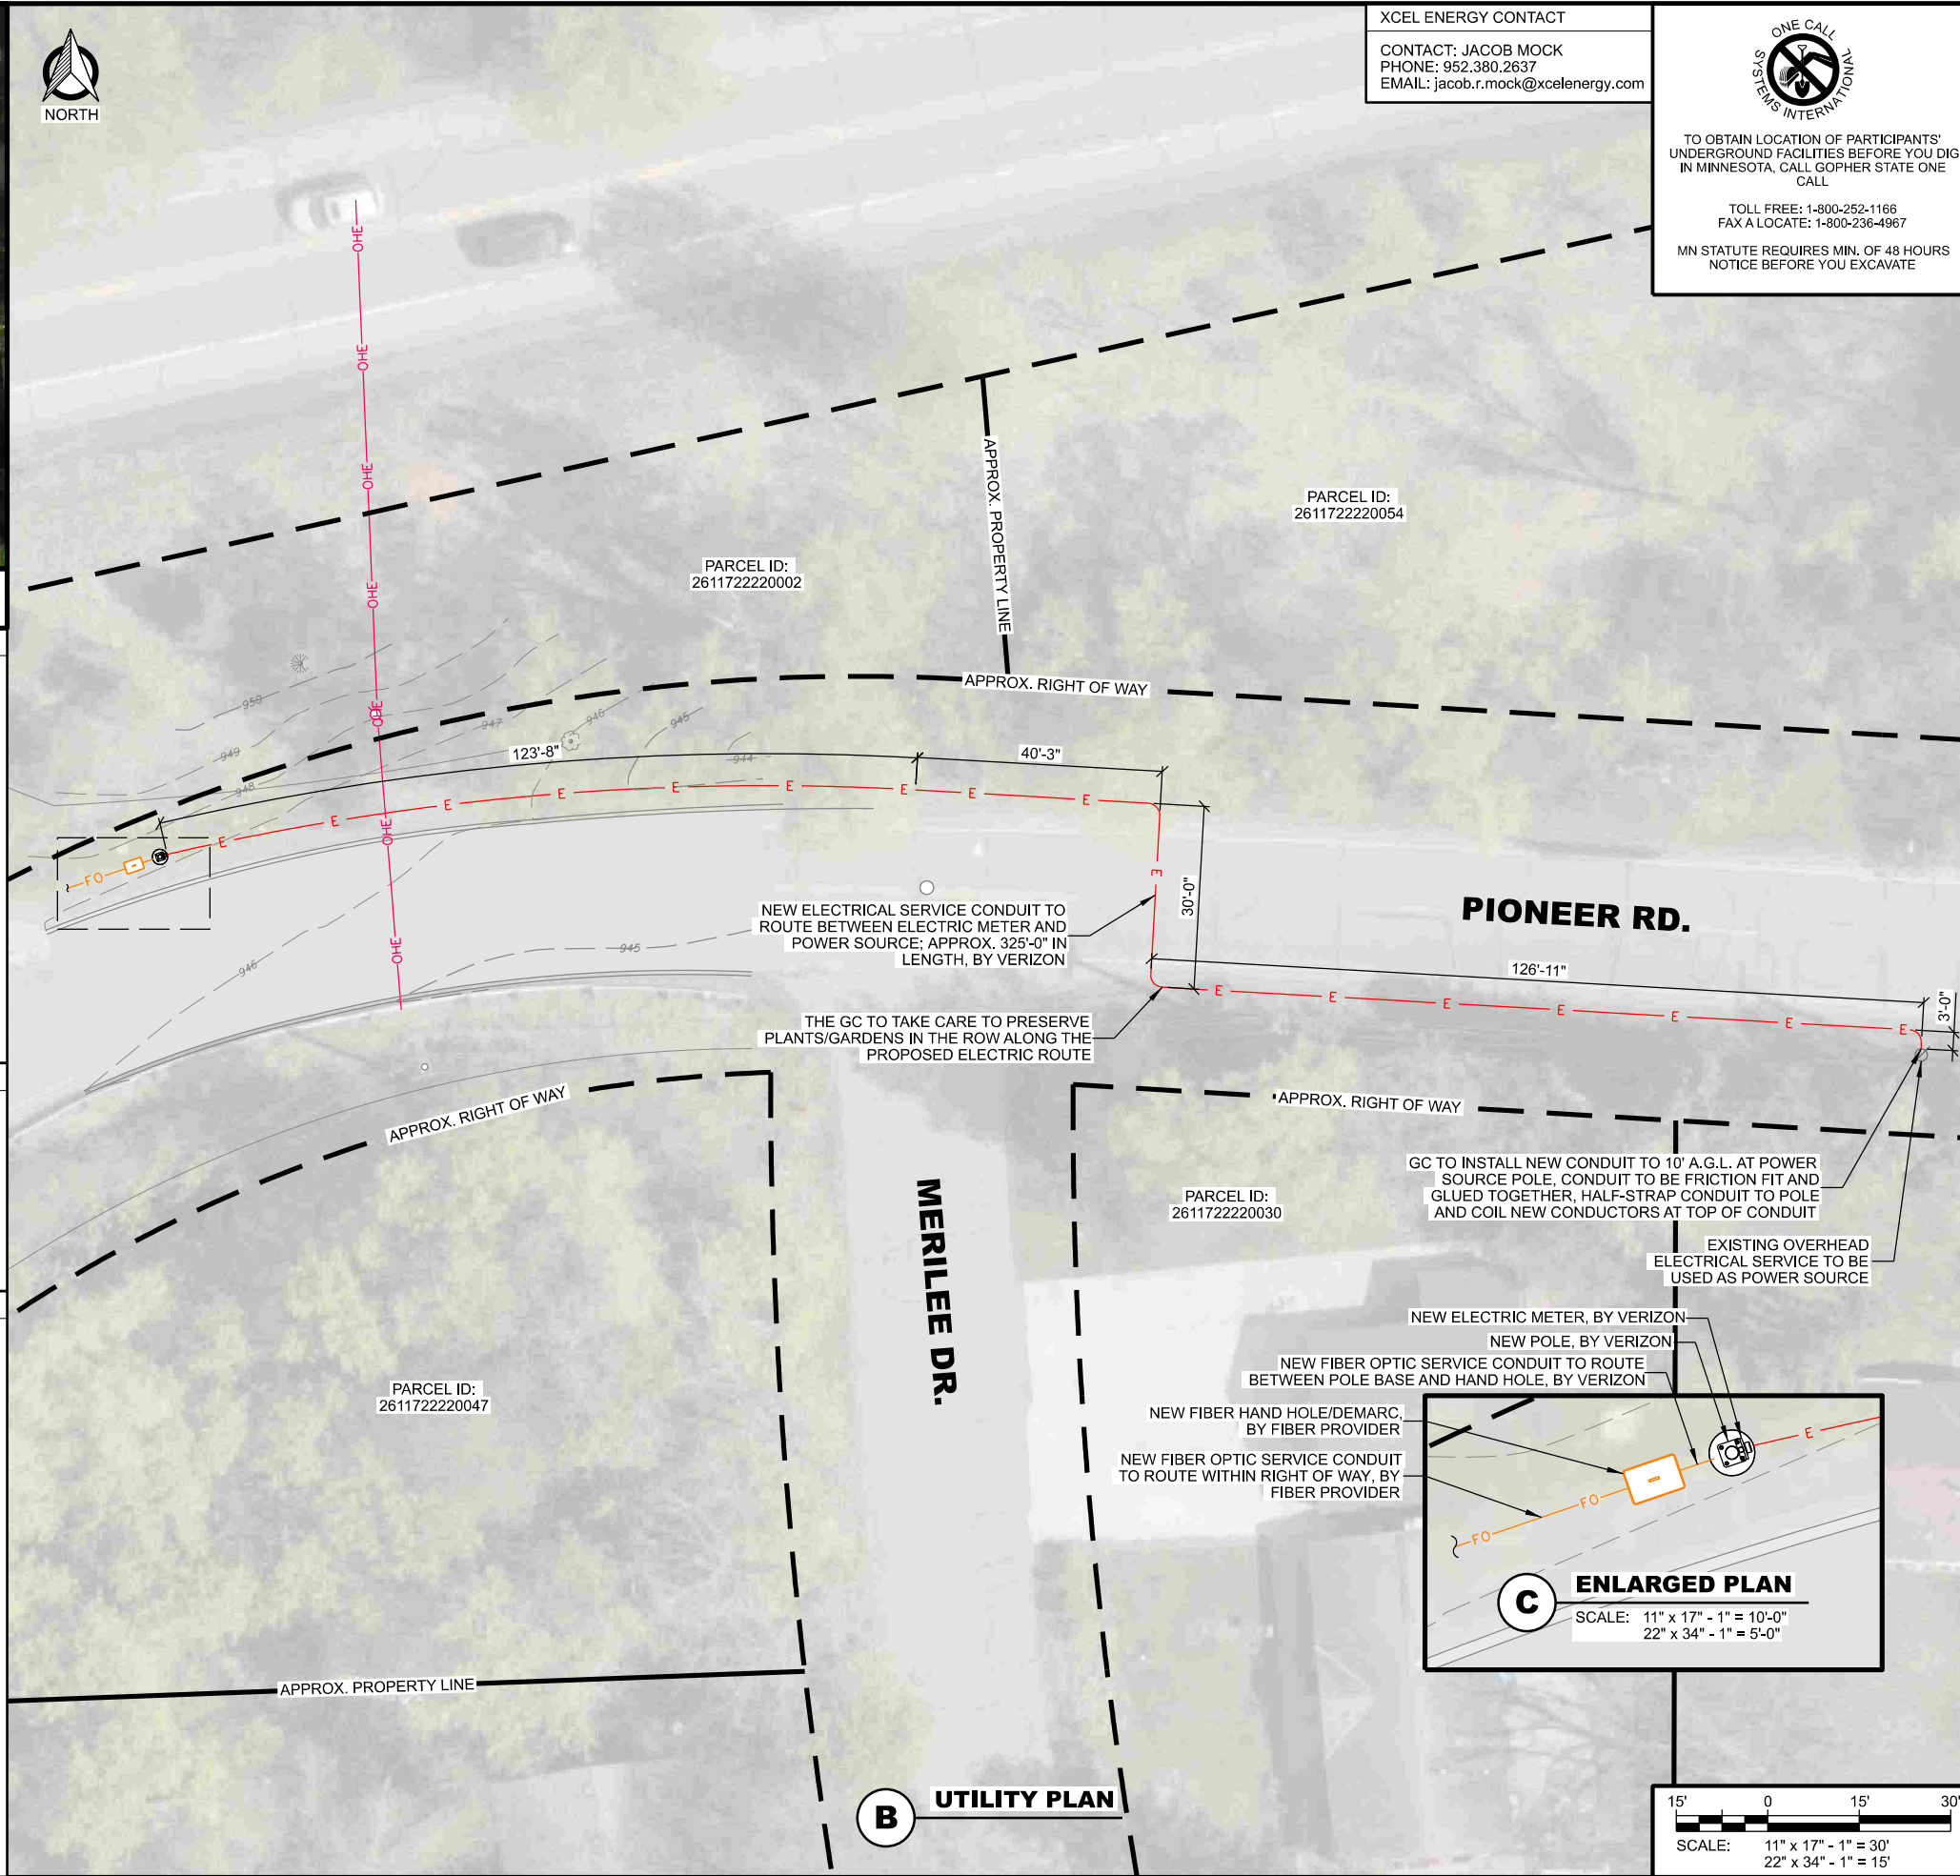 NORTH
XCEL ENERGY CONTACT
CONTACT: JACOB MOCK
PHONE: 952.380.2637
EMAIL: jacob.r.mock@xcelenergy.com
ONE CALL
SYSTEMS INTERNATIONAL
TO OBTAIN LOCATION OF PARTICIPANTS'
UNDERGROUND FACILITIES BEFORE YOU DIG
IN MINNESOTA, CALL GOPHER STATE ONE
CALL
TOLL FREE: 1-800-252-1166
FAX A LOCATE: 1-800-236-4967
MN STATUTE REQUIRES MIN. OF 48 HOURS
NOTICE BEFORE YOU EXCAVATE
OHE
OHE
OHE
OHE
OHE
OHE
OHE
APPROX. PROPERTY LINE
PARCEL ID:
2611722220054
PARCEL ID:
2611722220002
APPROX. RIGHT OF WAY
950
949
948
947
946
945
944
123'-8"
40'-3"
E E E E E E E E E
E
30'-0"
FO
NEW ELECTRICAL SERVICE CONDUIT TO
ROUTE BETWEEN ELECTRIC METER AND
POWER SOURCE; APPROX. 325'-0" IN
LENGTH, BY VERIZON
PIONEER RD.
946
945
126'-11"
3'-0"
E E E E E E E
THE GC TO TAKE CARE TO PRESERVE
PLANTS/GARDENS IN THE ROW ALONG THE
PROPOSED ELECTRIC ROUTE
APPROX. RIGHT OF WAY
APPROX. RIGHT OF WAY
GC TO INSTALL NEW CONDUIT TO 10' A.G.L. AT POWER
SOURCE POLE, CONDUIT TO BE FRICTION FIT AND
GLUED TOGETHER, HALF-STRAP CONDUIT TO POLE
AND COIL NEW CONDUCTORS AT TOP OF CONDUIT
PARCEL ID:
2611722220030
MERILEE DR.
EXISTING OVERHEAD
ELECTRICAL SERVICE TO BE
USED AS POWER SOURCE
NEW ELECTRIC METER, BY VERIZON
NEW POLE, BY VERIZON
NEW FIBER OPTIC SERVICE CONDUIT TO ROUTE
BETWEEN POLE BASE AND HAND HOLE, BY VERIZON
PARCEL ID:
2611722220047
NEW FIBER HAND HOLE/DEMARC,
BY FIBER PROVIDER
NEW FIBER OPTIC SERVICE CONDUIT
TO ROUTE WITHIN RIGHT OF WAY, BY
FIBER PROVIDER
E
FO
FO
C
ENLARGED PLAN
SCALE: 11" x 17" - 1" = 10'-0"
22" x 34" - 1" = 5'-0"
APPROX. PROPERTY LINE
B
UTILITY PLAN
15' 0 15' 30'
SCALE: 11" x 17" - 1" = 30'
22" x 34" - 1" = 15'